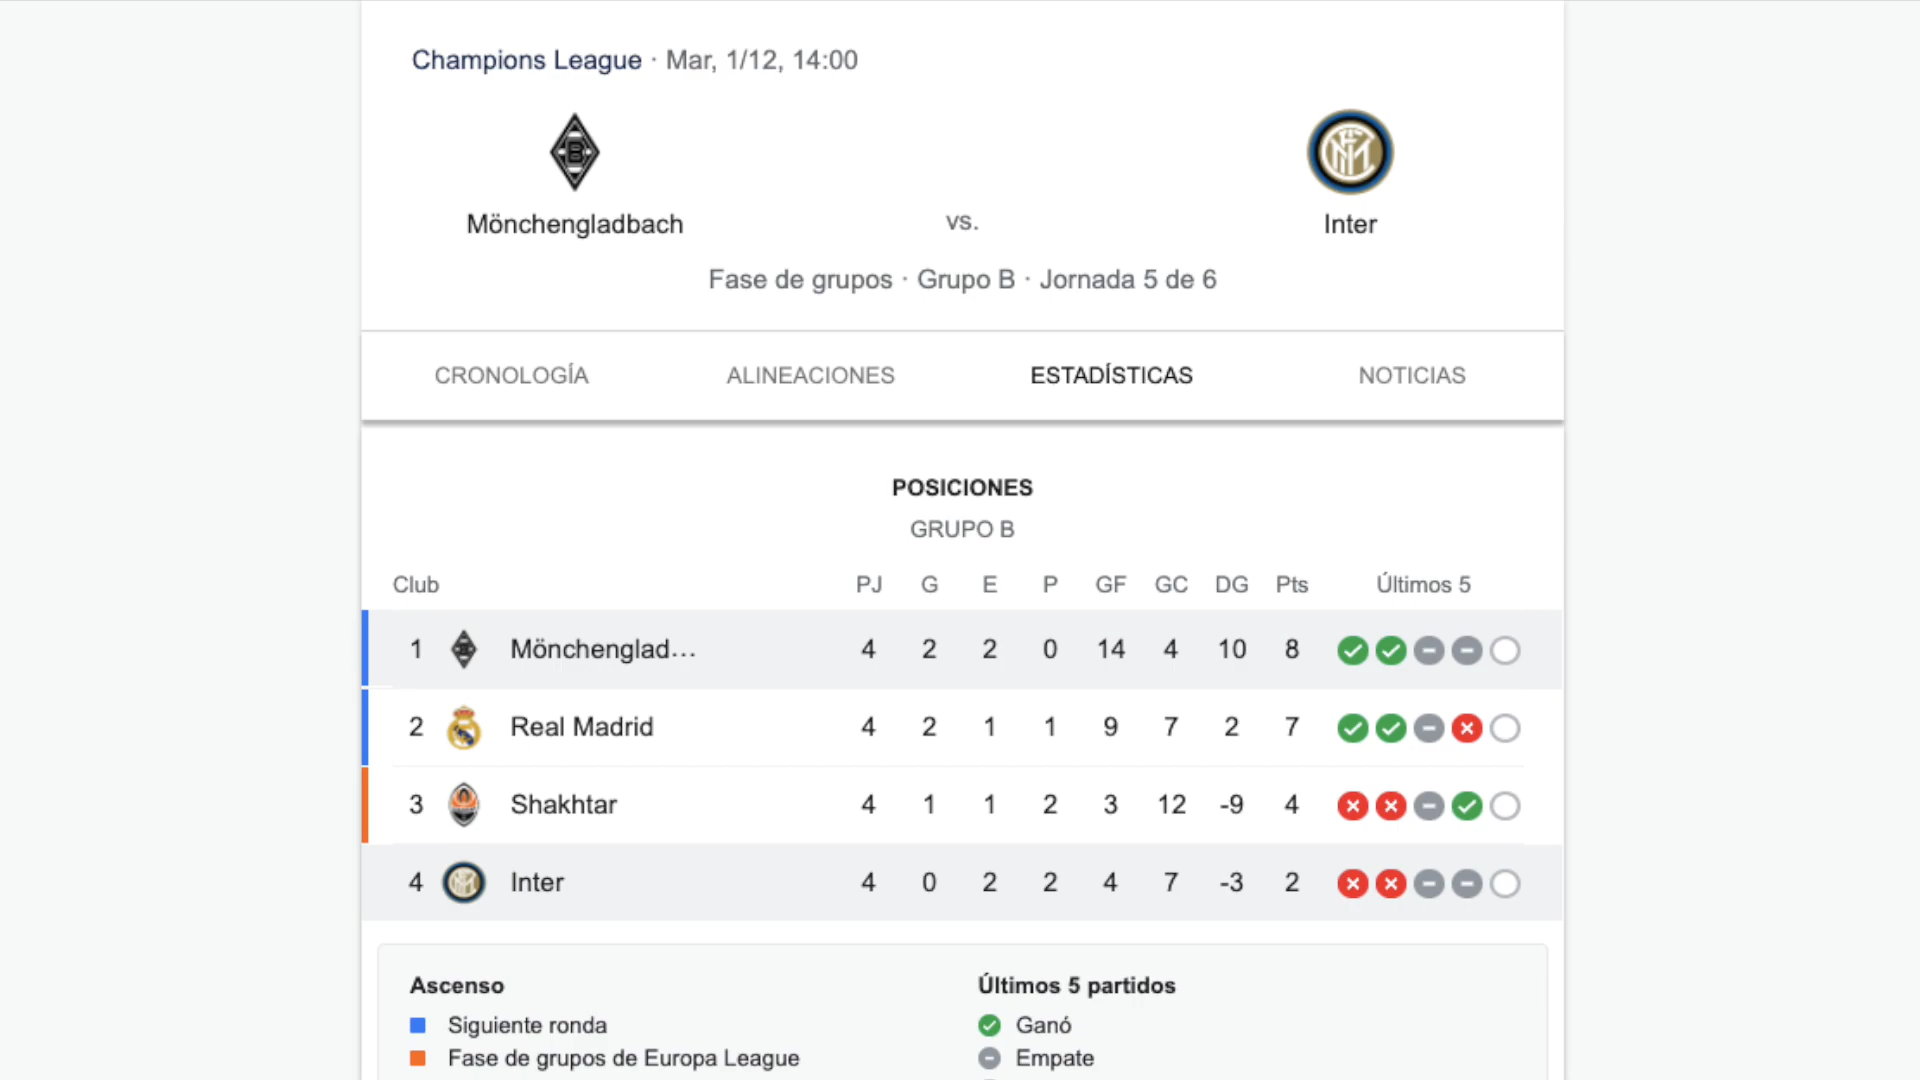 Champions League · Mar, 1/12, 14:00
Mönchengladbach vs. Inter
Fase de grupos · Grupo B · Jornada 5 de 6
CRONOLOGÍA ALINEACIONES ESTADÍSTICAS NOTICIAS
POSICIONES
GRUPO B
Club PJ G E P GF GC DG Pts Últimos 5
1 Mönchenglad... 4 2 2 0 14 4 10 8
2 Real Madrid 4 2 1 1 9 7 2 7
3 Shakhtar 4 1 1 2 3 12 -9 4
4 Inter 4 0 2 2 4 7 -3 2
Ascenso Últimos 5 partidos
Siguiente ronda Ganó
Fase de grupos de Europa League Empate